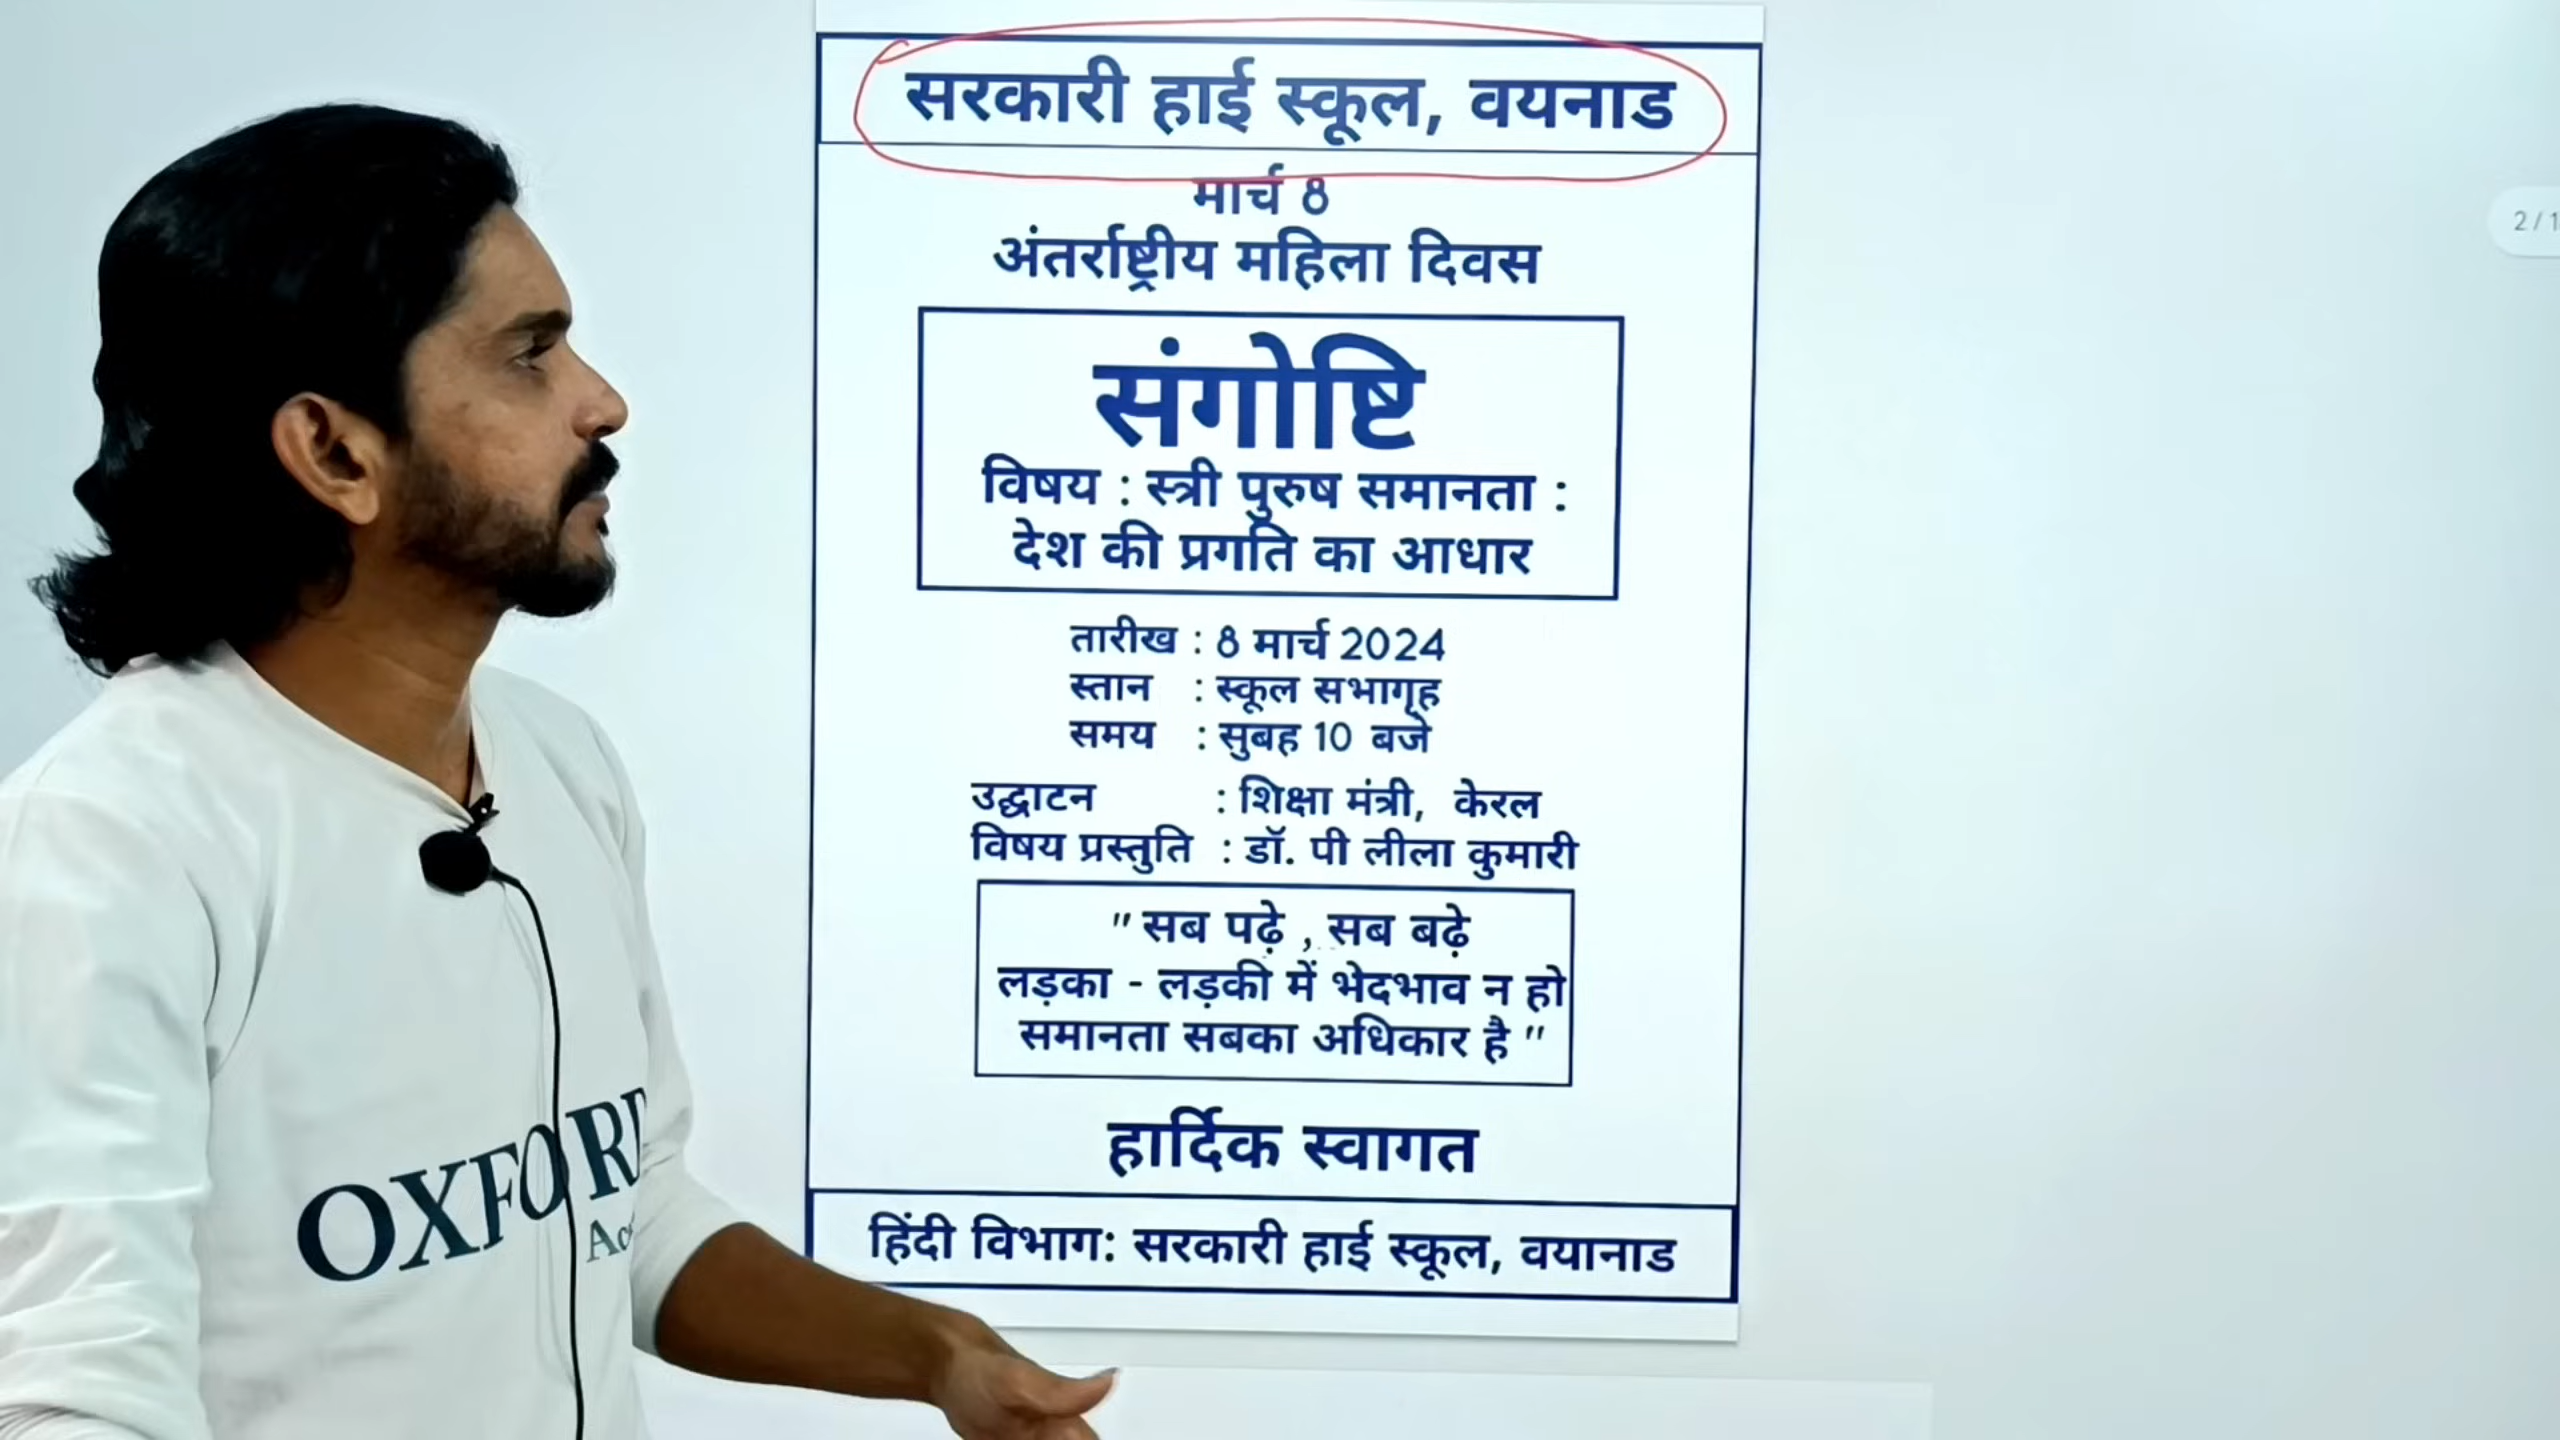 सरकारी हाई स्कूल, वयनाड
मार्च 8
अंतर्राष्ट्रीय महिला दिवस
संगोष्टि
विषय : स्त्री पुरुष समानता :
देश की प्रगति का आधार
तारीख : 8 मार्च 2024
स्तान : स्कूल सभागृह
समय : सुबह 10 बजे
उद्घाटन : शिक्षा मंत्री, केरल
विषय प्रस्तुति : डॉ. पी लीला कुमारी
" सब पढ़े , सब बढ़े
लड़का - लड़की में भेदभाव न हो
समानता सबका अधिकार है "
हार्दिक स्वागत
हिंदी विभाग: सरकारी हाई स्कूल, वयानाड
2 / 1
OXFORD